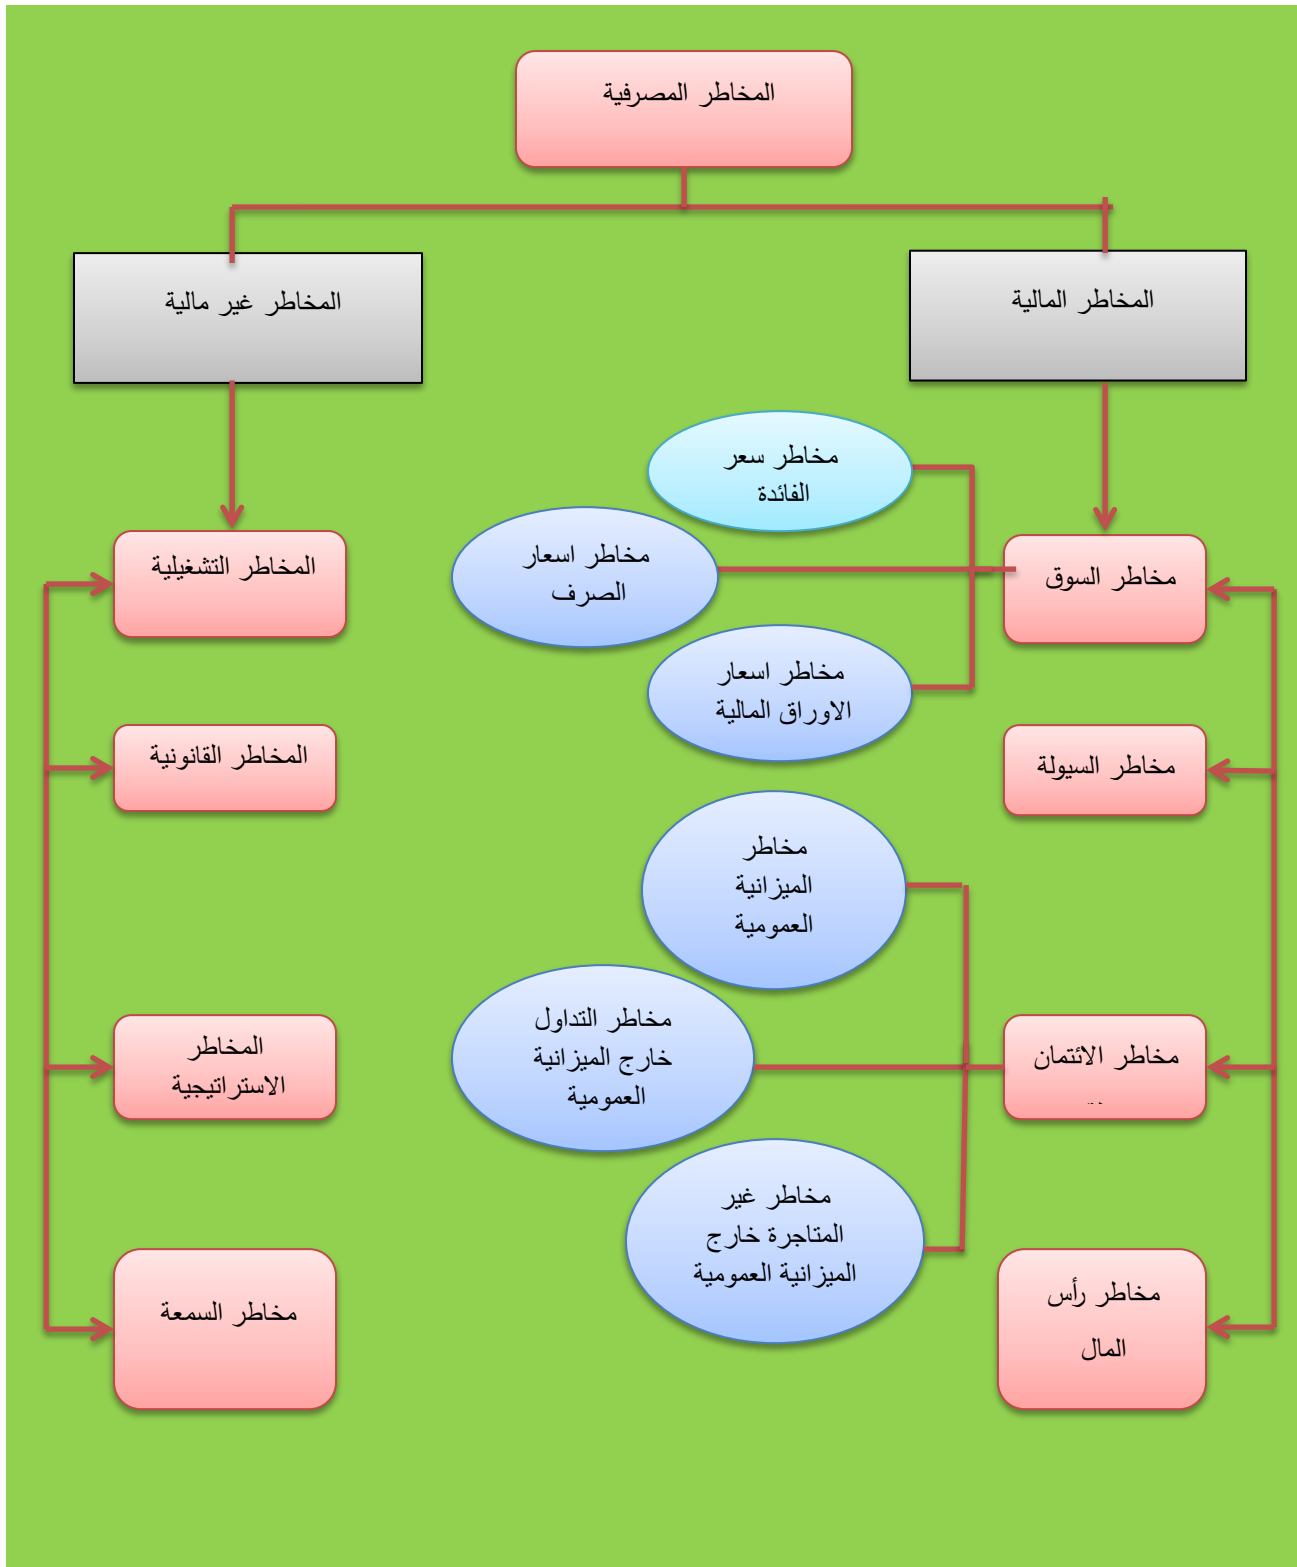 المخاطر المصرفية
المخاطر المالية
المخاطر غير مالية
مخاطر سعر
الفائدة
مخاطر اسعار
الصرف
مخاطر اسعار
الاوراق المالية
مخاطر السوق
المخاطر التشغيلية
مخاطر السيولة
المخاطر القانونية
مخاطر
الميزانية
العمومية
مخاطر الائتمان
مخاطر التداول
خارج الميزانية
العمومية
المخاطر
الاستراتيجية
مخاطر غير
المتاجرة خارج
الميزانية العمومية
مخاطر رأس
المال
مخاطر السمعة